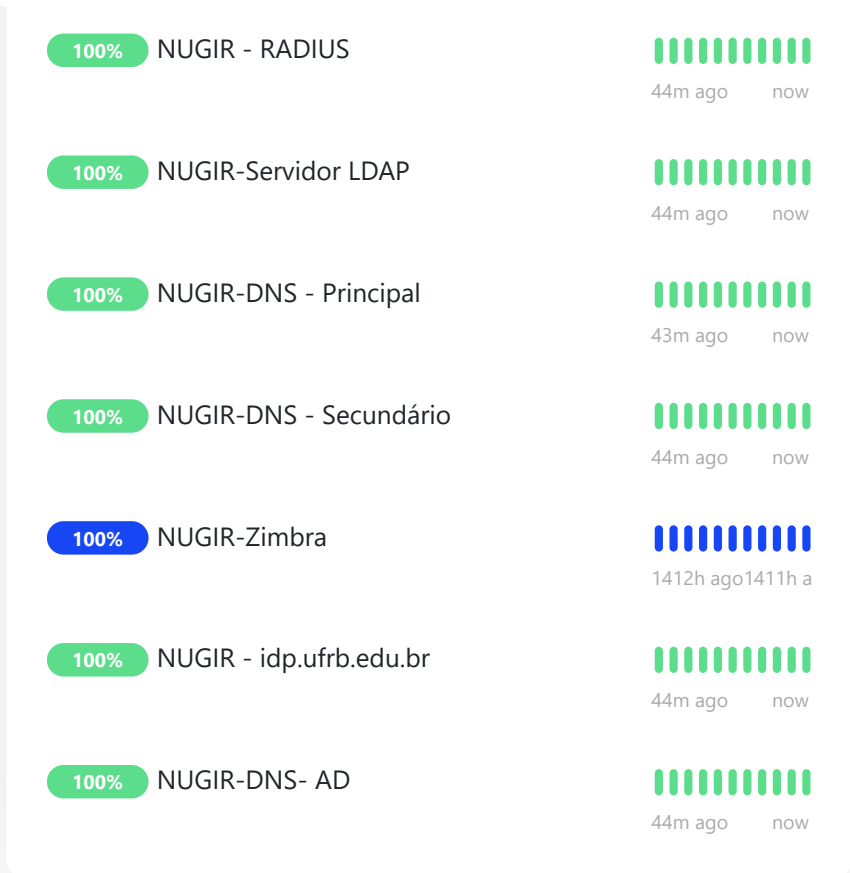 100% NUGIR - RADIUS
44m ago now
100% NUGIR-Servidor LDAP
44m ago now
100% NUGIR-DNS - Principal
43m ago now
100% NUGIR-DNS - Secundário
44m ago now
100% NUGIR-Zimbra
1412h ago1411h a
100% NUGIR - idp.ufrb.edu.br
44m ago now
100% NUGIR-DNS- AD
44m ago now